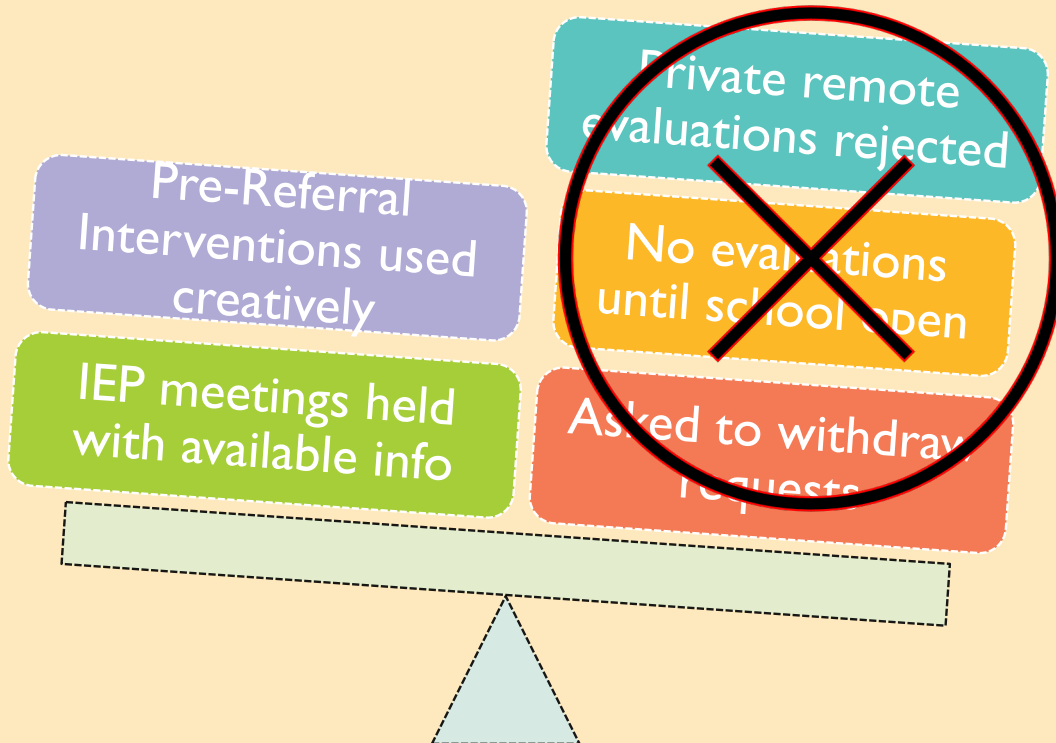 Pre-Referral
Interventions used
creatively
IEP meetings held
with available info
Private remote
evaluations rejected
No evaluations
until school open
Asked to withdraw
requests